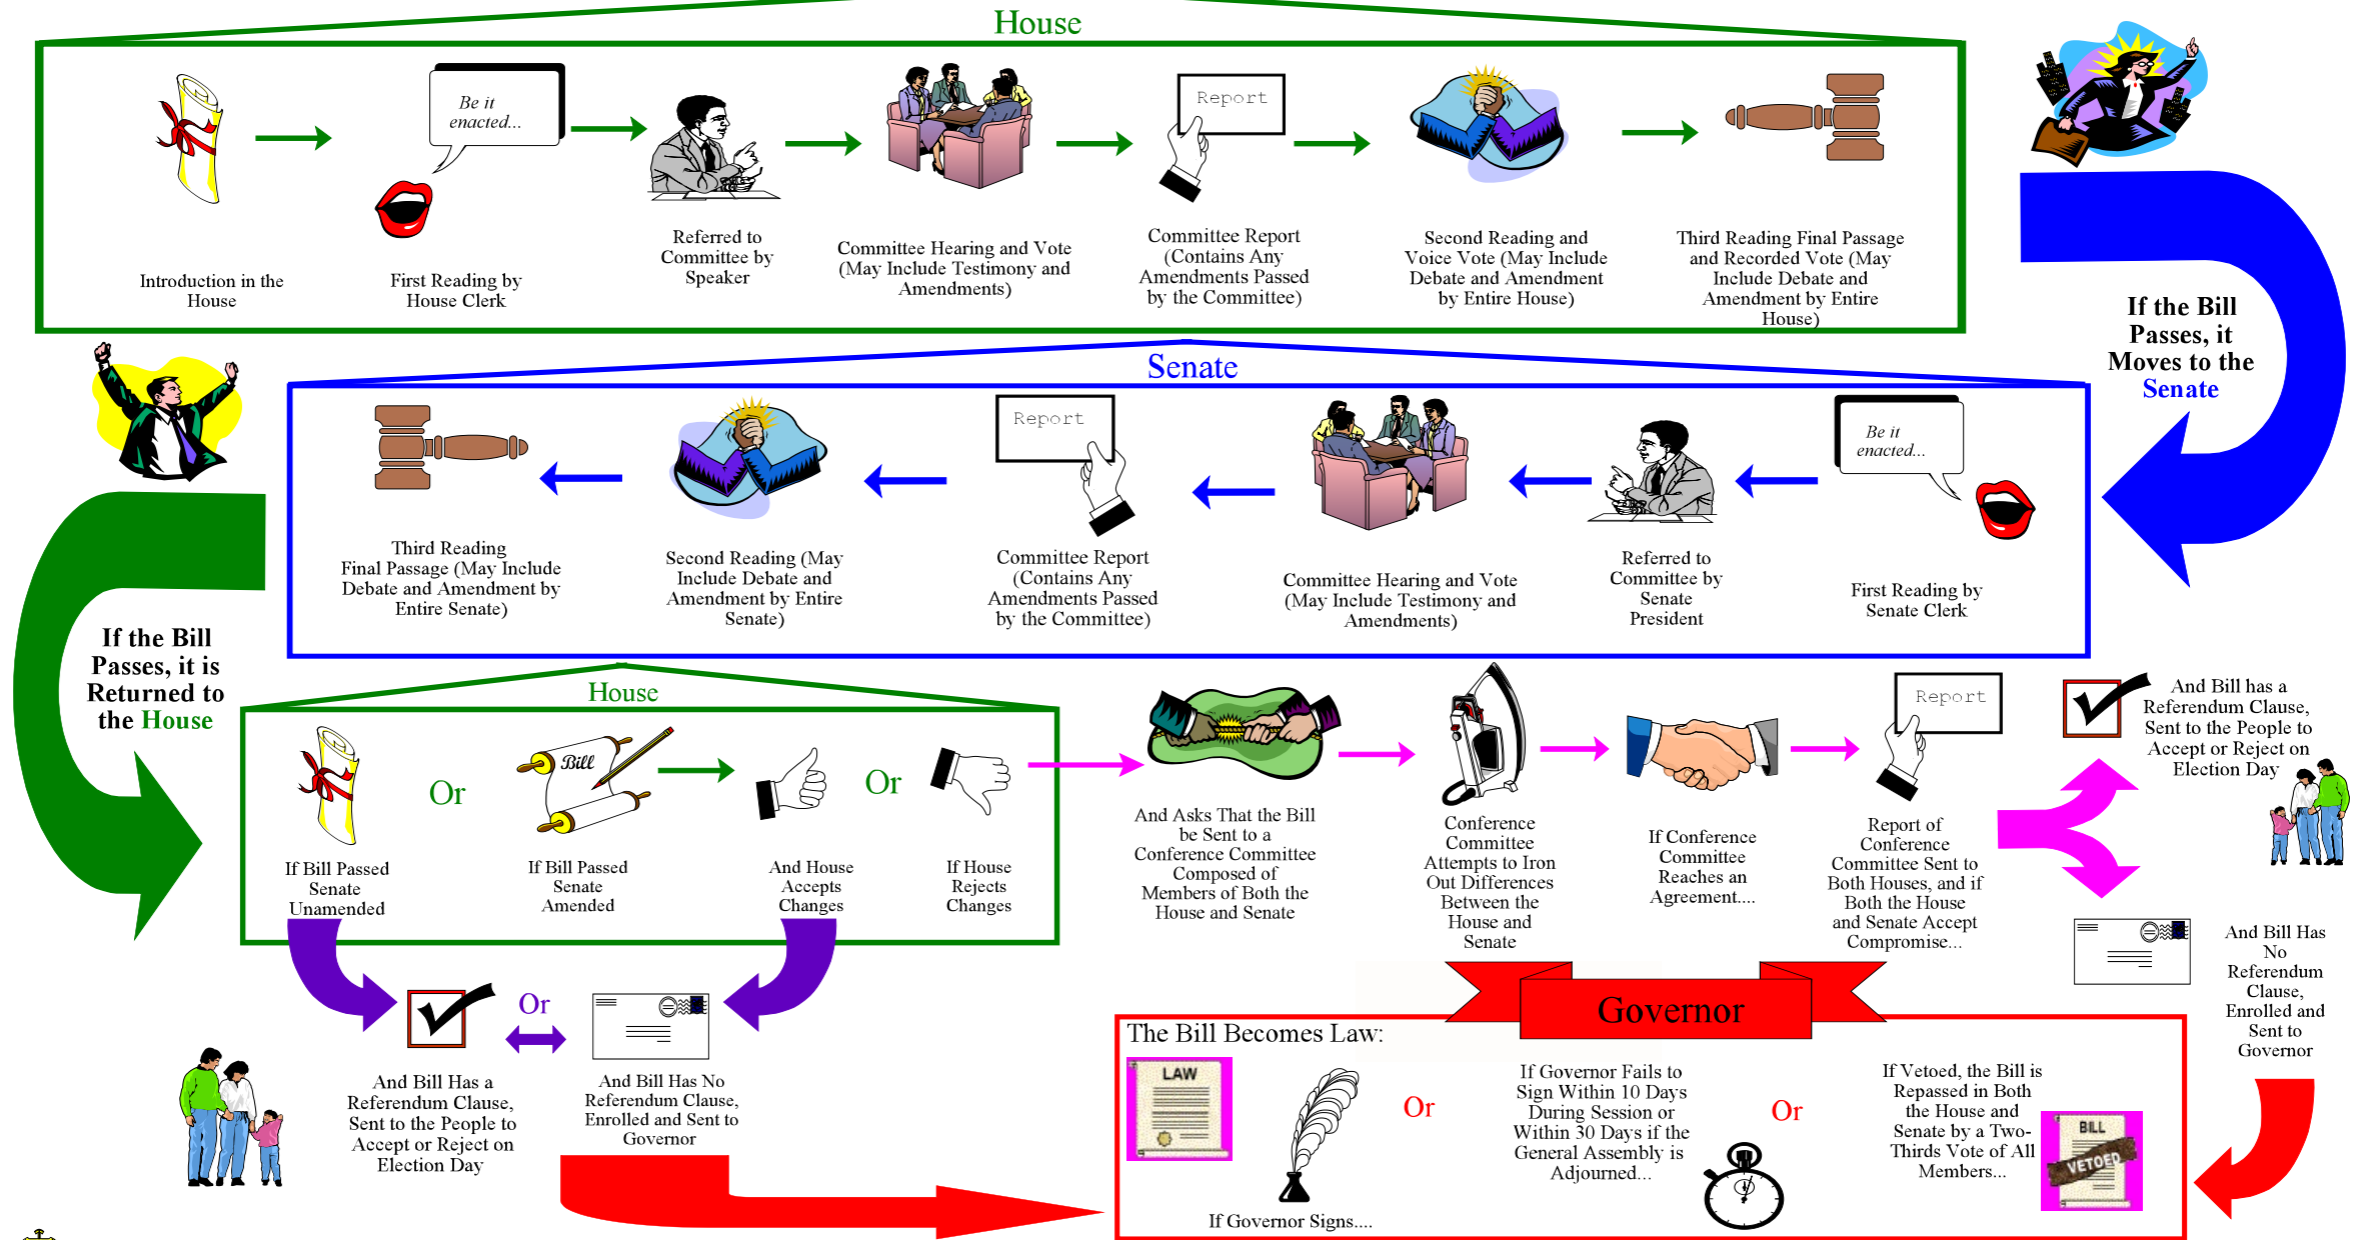 House
Be it
enacted...
Report
Introduction in the
House
First Reading by
House Clerk
Referred to
Committee by
Speaker
Committee Hearing and Vote
(May Include Testimony and
Amendments)
Committee Report
(Contains Any
Amendments Passed
by the Committee)
Second Reading and
Voice Vote (May Include
Debate and Amendment
by Entire House)
Third Reading Final Passage
and Recorded Vote (May
Include Debate and
Amendment by Entire
House)
If the Bill
Passes, it
Moves to the
Senate
Senate
Be it
enacted...
Report
First Reading by
Senate Clerk
Referred to
Committee by
Senate
President
Committee Hearing and Vote
(May Include Testimony and
Amendments)
Committee Report
(Contains Any
Amendments Passed
by the Committee)
Second Reading (May
Include Debate and
Amendment by Entire
Senate)
Third Reading
Final Passage (May Include
Debate and Amendment by
Entire Senate)
If the Bill
Passes, it is
Returned to
the House
House
If Bill Passed
Senate
Unamended
Or
Bill
If Bill Passed
Senate
Amended
And House
Accepts
Changes
Or
If House
Rejects
Changes
And Asks That the Bill
be Sent to a
Conference Committee
Composed of
Members of Both the
House and Senate
Conference
Committee
Attempts to Iron
Out Differences
Between the
House and
Senate
If Conference
Committee
Reaches an
Agreement....
Report
Report of
Conference
Committee Sent to
Both Houses, and if
Both the House
and Senate Accept
Compromise...
And Bill has a
Referendum Clause,
Sent to the People to
Accept or Reject on
Election Day
And Bill Has
No
Referendum
Clause,
Enrolled and
Sent to
Governor
Or
And Bill Has a
Referendum Clause,
Sent to the People to
Accept or Reject on
Election Day
And Bill Has No
Referendum Clause,
Enrolled and Sent to
Governor
Governor
The Bill Becomes Law:
LAW
If Governor Signs....
Or
If Governor Fails to
Sign Within 10 Days
During Session or
Within 30 Days if the
General Assembly is
Adjourned...
Or
If Vetoed, the Bill is
Repassed in Both
the House and
Senate by a Two-
Thirds Vote of All
Members...
BILL
VETOED